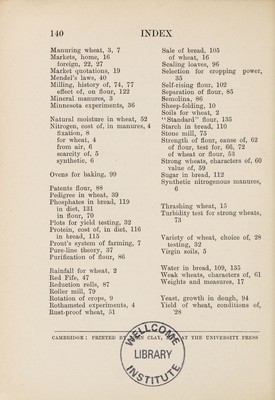 140 INDEX
Manuring wheat, 3, 7
Markets, home, 16
foreign, 22, 27
Market quotations, 19
Mendel's laws, 40
Milling, history of, 74, 77
effect of, on flour, 122
Mineral manures, 3
Minnesota experiments, 36
Natural moisture in wheat, 52
Nitrogen, cost of, in manures, 4
fixation, 8
for wheat, 4
from air, 6
scarcity of, 5
synthetic, 6
Ovens for baking, 99
Patents flour, 88
Pedigree in wheat, 39
Phosphates in bread, 119
in diet, 131
in flour, 70
Plots for yield testing, 32
Protein, cost of, in diet, 116
in bread, 115
Prout's system of farming, 7
Pure-line theory, 37
Purification of flour, 86
Rainfall for wheat, 2
Red Fife, 47
Reduction rolls, 87
Roller mill, 79
Rotation of crops, 9
Rothamsted experiments, 4
Rust-proof wheat, 51
Sale of bread, 105
of wheat, 16
Scaling loaves, 96
Selection for cropping power,
35
Self-rising flour, 102
Separation of flour, 85
Semolina, 86
Sheep-folding, 10
Soils for wheat, 2
"Standard" flour, 135
Starch in bread, 110
Stone mill, 75
Strength of flour, cause of, 62
of flour, test for, 66, 72
of wheat or flour, 53
Strong wheats, characters of, 60
value of, 30
Sugar in bread, 112
Synthetic nitrogenous manures,
6
Thrashing wheat, 15
Turbidity test for strong wheats,
73
Variety of wheat, choice of, 28
testing, 32
Virgin soils, 5
Water in bread, 109, 135
Weak wheats, characters of, 61
Weights and measures, 17
Yeast, growth in dough, 94
Yield of wheat, conditions of,
28
CAMBRIDGE: PRINTED BY CLAY, AT THE UNIVERSITY PRESS
WELLCOME
LIBRARY
INSTITUTE